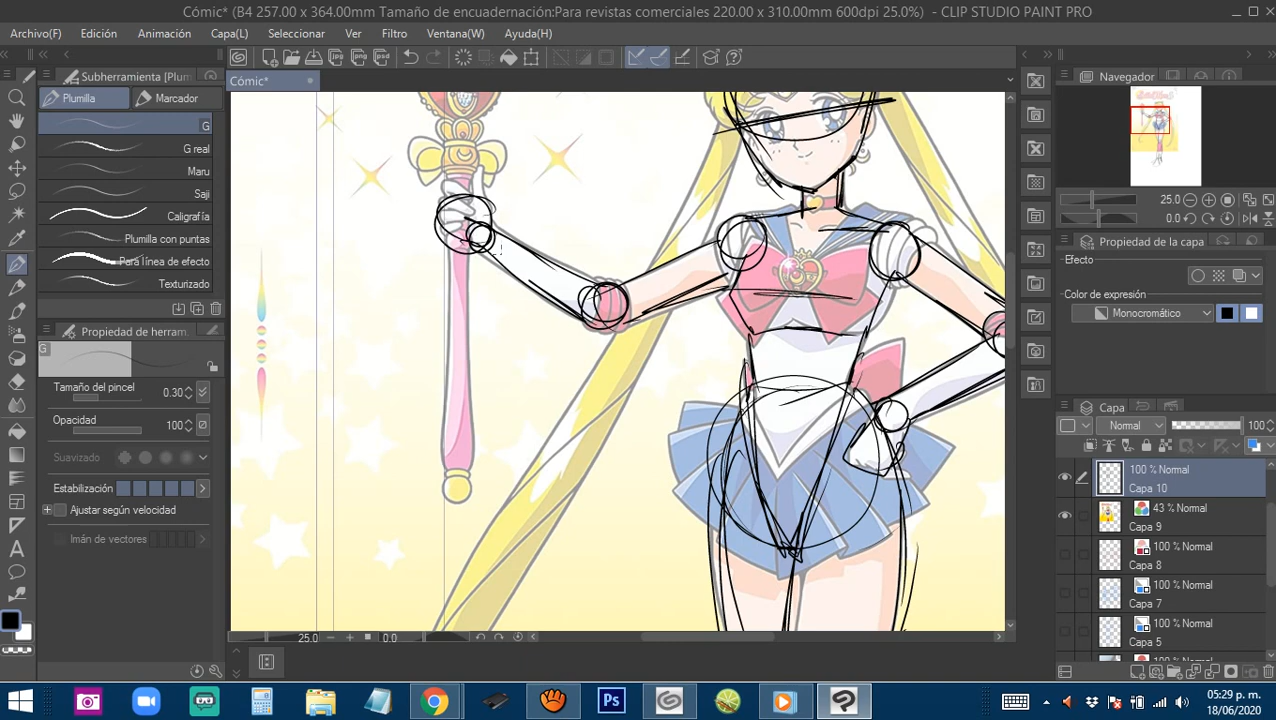 Cómic* (B4 257.00 x 364.00mm Tamaño de encuadernación:Para revistas comerciales 220.00 x 310.00mm 600dpi 25.0%) - CLIP STUDIO PAINT PRO
Archivo(F) Edición Animación Capa(L) Seleccionar Ver Filtro Ventana(W) Ayuda(H)
Subherramienta [Plum
Cómic*
Navegador
Plumilla Marcador
G
G real
Maru
Saji
Caligrafía
Plumilla con puntas
Para línea de efecto
Texturizado
25.0
0.0
Propiedad de la capa
Efecto
Color de expresión
Monocromático
Propiedad de herram
G
Tamaño del pincel 0.30
Opacidad 100
Suavizado
Estabilización
Ajustar según velocidad
Imán de vectores
Capa
Normal 100
100 % Normal
Capa 10
43 % Normal
Capa 9
100 % Normal
Capa 8
100 % Normal
Capa 7
100 % Normal
Capa 5
100 % Normal
25.0 0.0
Ps
05:29 p. m.
18/06/2020